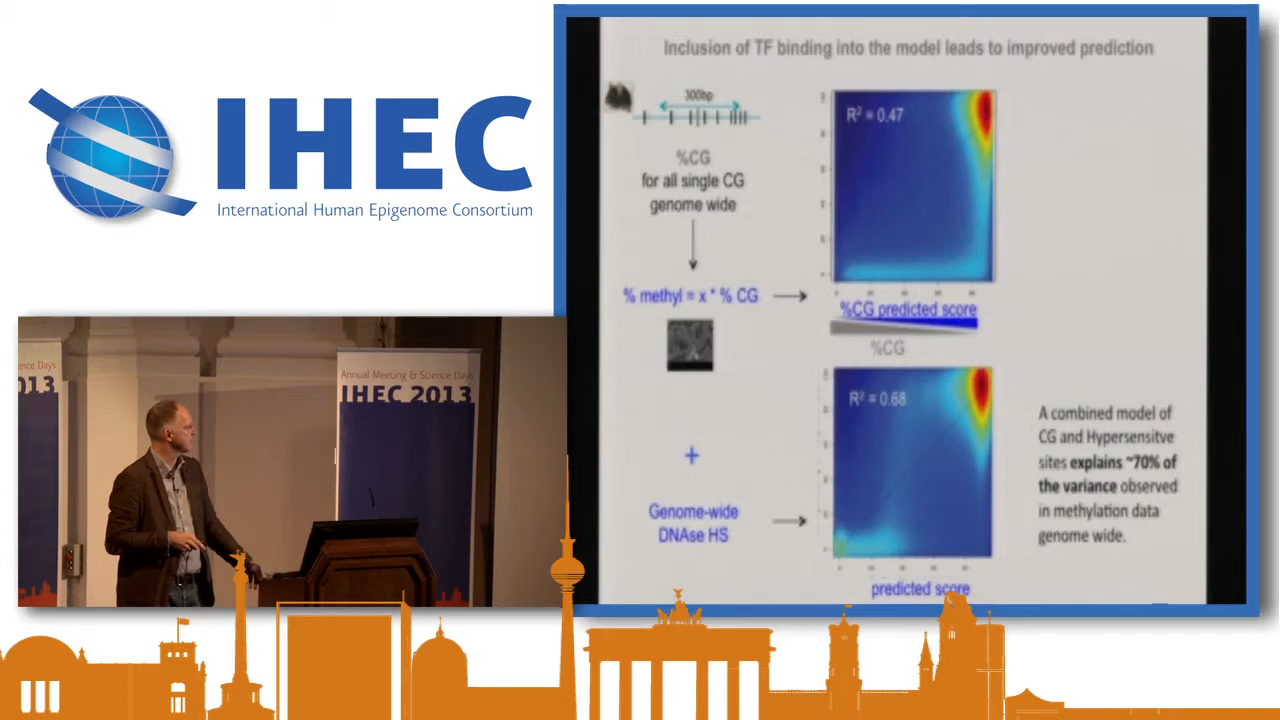 IHEC
International Human Epigenome Consortium
Inclusion of TF binding into the model leads to improved prediction
300bp
%CG
for all single CG
genome wide
% methyl = x * % CG
R² = 0.47
%CG predicted score
%CG
+
Genome-wide
DNAse HS
R² = 0.68
predicted score
A combined model of
CG and Hypersensitve
sites explains ~70% of
the variance observed
in methylation data
genome wide.
ence Days
013
Annual Meeting & Science Days
IHEC 2013